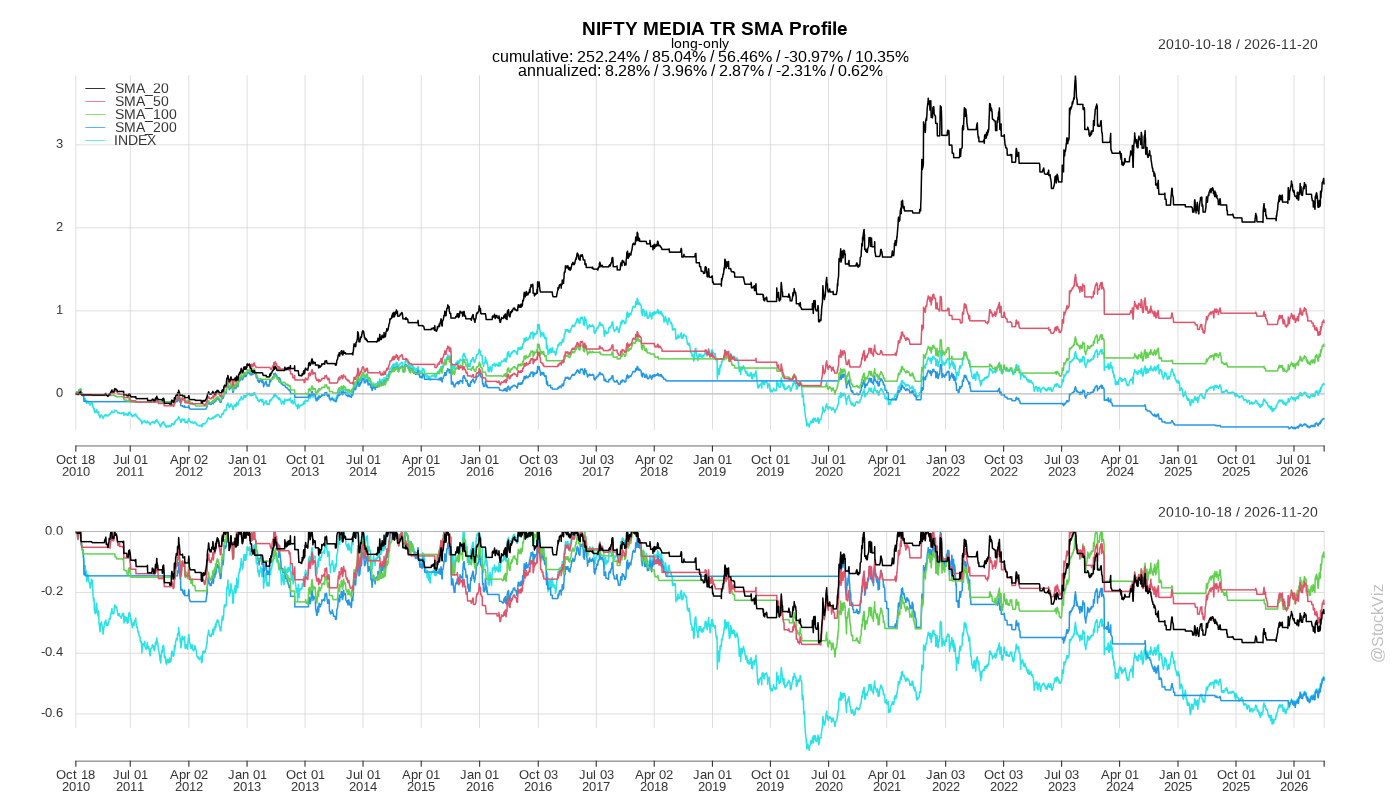 NIFTY MEDIA TR SMA Profile
long-only
2010-10-18 / 2026-11-20
cumulative: 252.24% / 85.04% / 56.46% / -30.97% / 10.35%
annualized: 8.28% / 3.96% / 2.87% / -2.31% / 0.62%
SMA_20
SMA_50
SMA_100
SMA_200
INDEX
3
2
1
0
Oct 18 Jul 01 Apr 02 Jan 01 Oct 01 Jul 01 Apr 01 Jan 01 Oct 03 Jul 03 Apr 02 Jan 01 Oct 01 Jul 01 Apr 01 Jan 03 Oct 03 Jul 03 Apr 01 Jan 01 Oct 01 Jul 01
2010 2011 2012 2013 2013 2014 2015 2016 2016 2017 2018 2019 2019 2020 2021 2022 2022 2023 2024 2025 2025 2026
2010-10-18 / 2026-11-20
0.0
-0.2
-0.4
-0.6
Oct 18 Jul 01 Apr 02 Jan 01 Oct 01 Jul 01 Apr 01 Jan 01 Oct 03 Jul 03 Apr 02 Jan 01 Oct 01 Jul 01 Apr 01 Jan 03 Oct 03 Jul 03 Apr 01 Jan 01 Oct 01 Jul 01
2010 2011 2012 2013 2013 2014 2015 2016 2016 2017 2018 2019 2019 2020 2021 2022 2022 2023 2024 2025 2025 2026
@StockViz